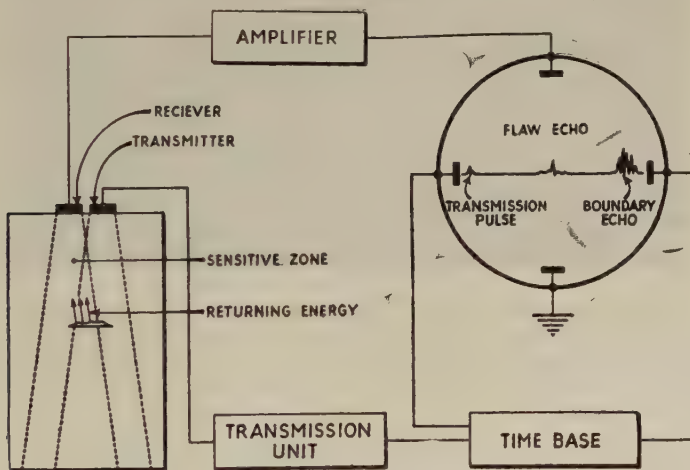 AMPLIFIER
RECIEVER
TRANSMITTER
FLAW ECHO
TRANSMISSION
PULSE
BOUNDARY
ECHO
SENSITIVE ZONE
RETURNING ENERGY
TRANSMISSION
UNIT
TIME BASE